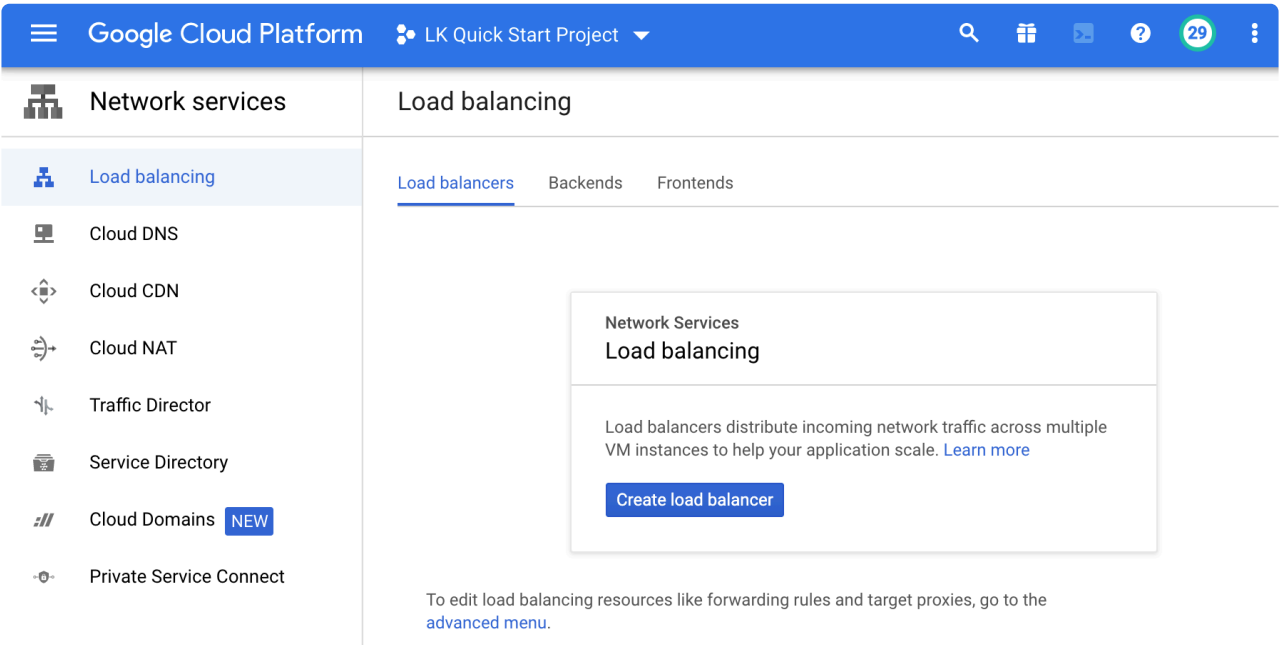 Google Cloud Platform
LK Quick Start Project
29
Network services
Load balancing
Load balancing
Cloud DNS
Cloud CDN
Cloud NAT
Traffic Director
Service Directory
Cloud Domains NEW
Private Service Connect
Load balancers Backends Frontends
Network Services
Load balancing
Load balancers distribute incoming network traffic across multiple
VM instances to help your application scale. Learn more
Create load balancer
To edit load balancing resources like forwarding rules and target proxies, go to the
advanced menu.